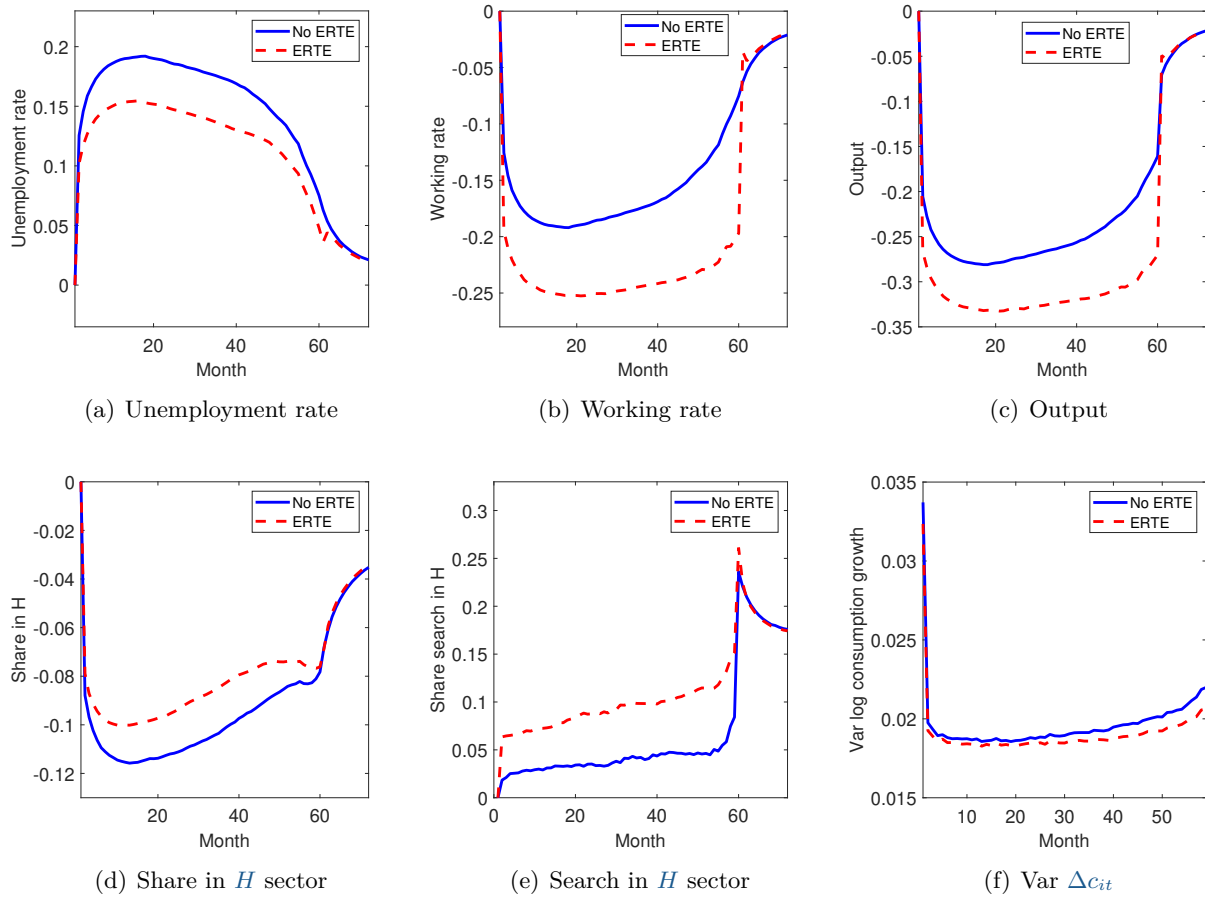 No ERTE
ERTE
0.2
0.15
0.1
0.05
0
Unemployment rate
20
40
60
Month
(a) Unemployment rate
No ERTE
ERTE
0
-0.05
-0.1
-0.15
-0.2
-0.25
Working rate
20
40
60
Month
(b) Working rate
No ERTE
ERTE
0
-0.05
-0.1
-0.15
-0.2
-0.25
-0.3
-0.35
Output
20
40
60
Month
(c) Output
No ERTE
ERTE
0
-0.02
-0.04
-0.06
-0.08
-0.1
-0.12
Share in H
20
40
60
Month
(d) Share in H sector
No ERTE
ERTE
0.3
0.25
0.2
0.15
0.1
0.05
0
Share search in H
0
20
40
60
Month
(e) Search in H sector
No ERTE
ERTE
0.035
0.03
0.025
0.02
0.015
Var log consumption growth
10
20
30
40
50
Month
(f) Var Δc_{it}